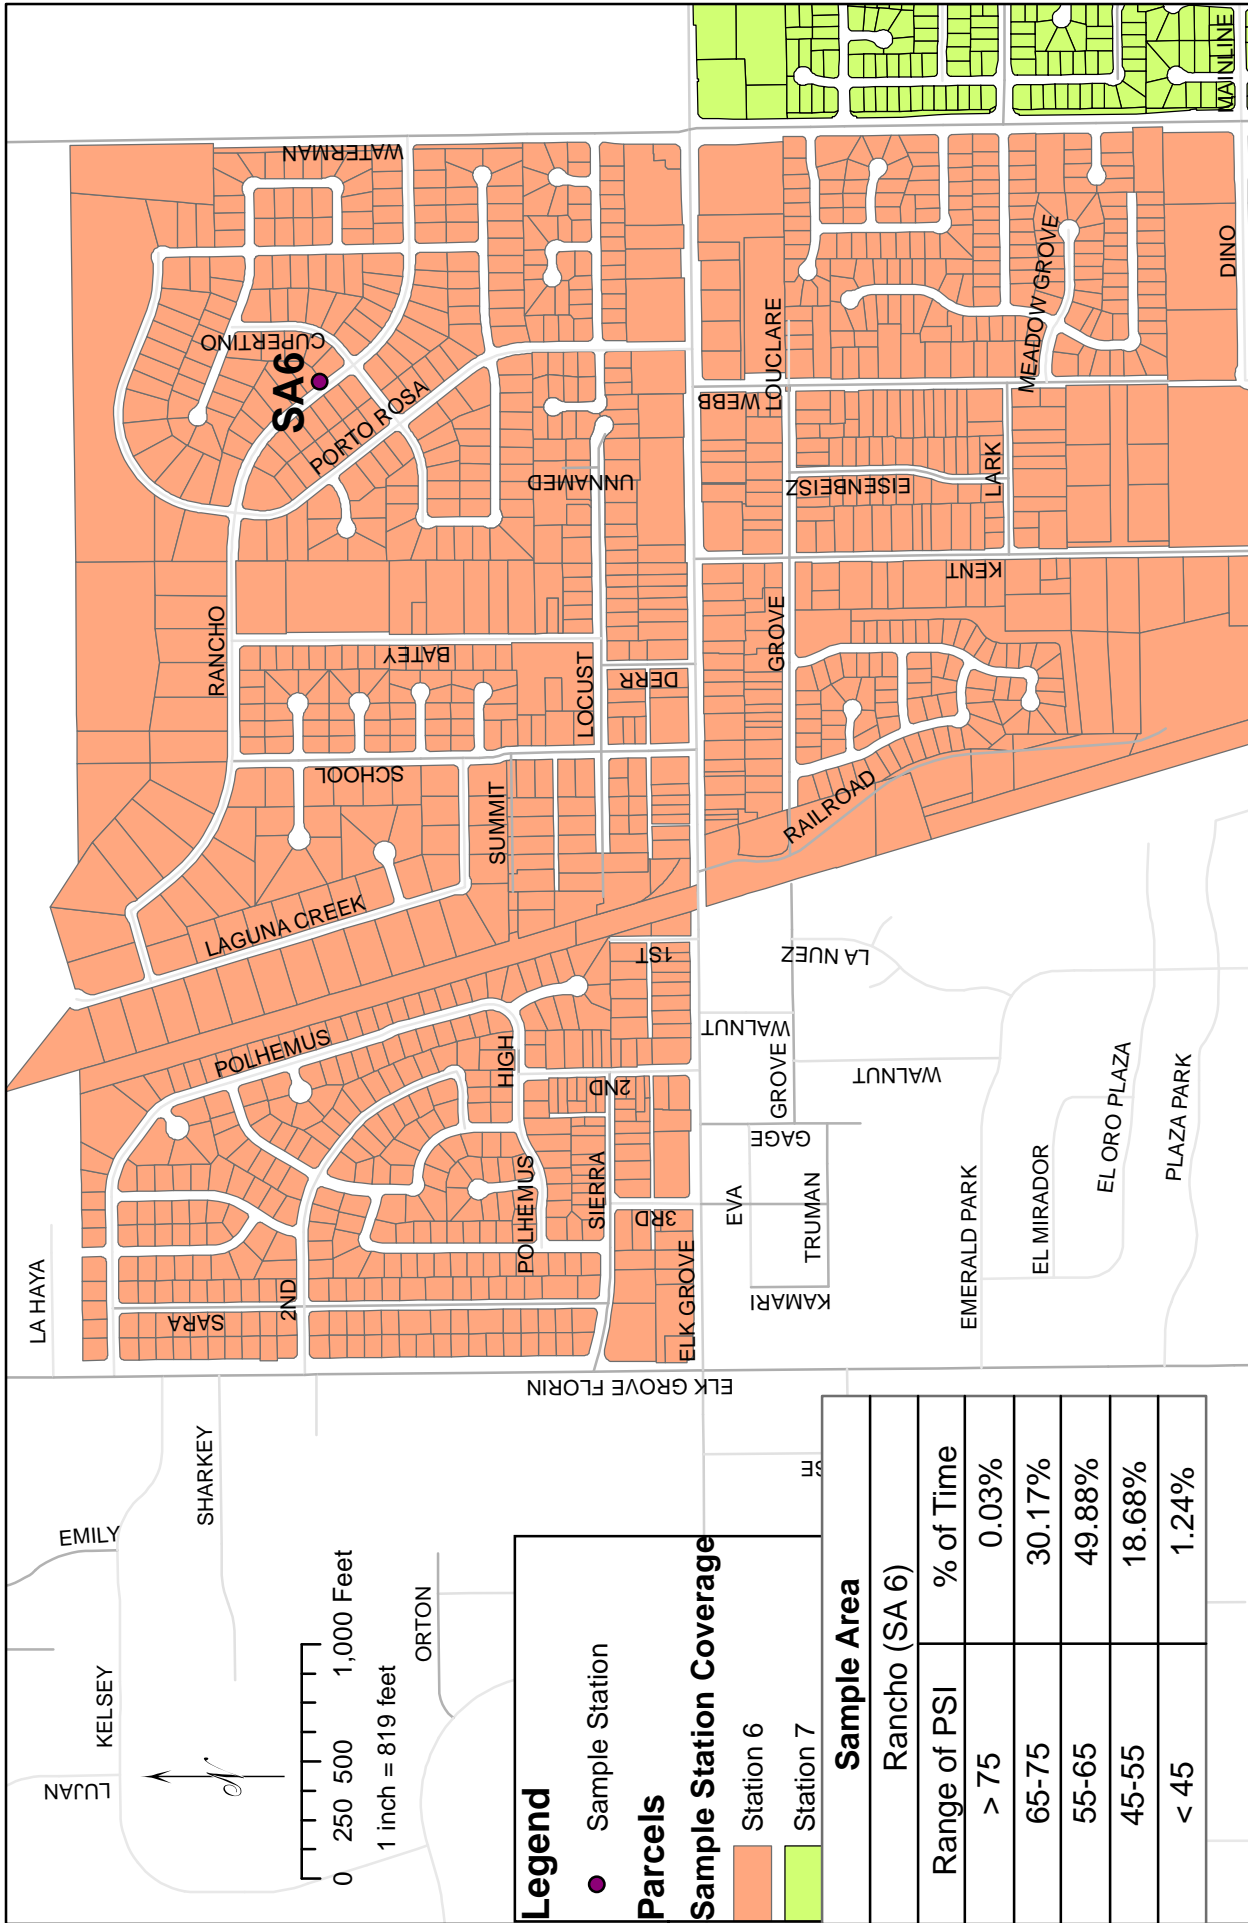 WATERMAN
CUPERTINO
SA6
PORTO ROSA
UNNAMED
RANCHO
BATEY
LOCUST
DERR
SCHOOL
SUMMIT
LAGUNA CREEK
POLHEMUS
HIGH
1ST
2ND
POLHEMUS
SIERRA
3RD
ELK GROVE
SARA
2ND
LA HAYA
MAINLINE
DINO
MEADOW GROVE
LOUCLARE
WEBB
EISENBEISZ
LARK
KENT
GROVE
RAILROAD
LA NUEZ
WALNUT
WALNUT
GROVE
GAGE
EVA
TRUMAN
KAMARI
EMERALD PARK
EL MIRADOR
EL ORO PLAZA
PLAZA PARK
ELK GROVE FLORIN
SHARKEY
EMILY
KELSEY
LUJAN
ORTON
0 250 500 1,000 Feet
1 inch = 819 feet
Legend
Sample Station
Parcels
Sample Station Coverage
Station 6
Station 7
Sample Area
Rancho (SA 6)
Range of PSI % of Time
> 75 0.03%
65-75 30.17%
55-65 49.88%
45-55 18.68%
< 45 1.24%